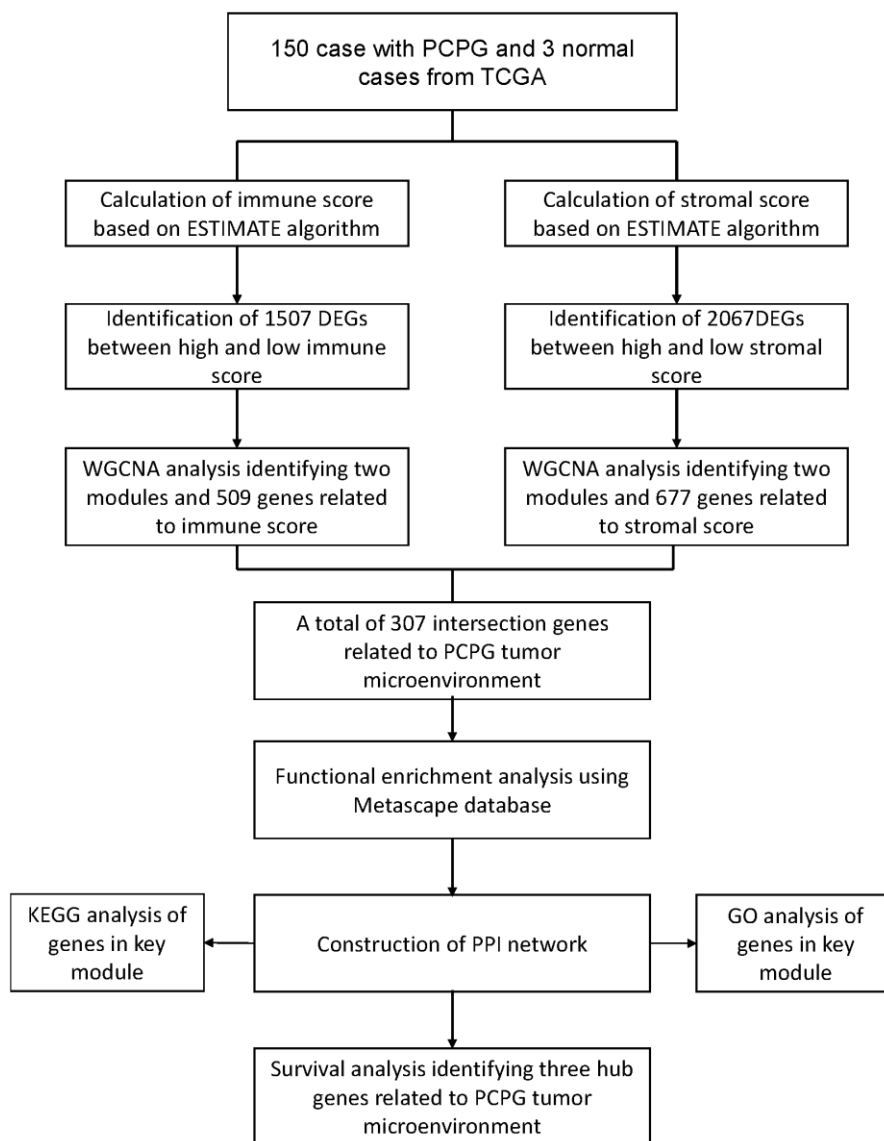 150 case with PCPG and 3 normal
cases from TCGA
Calculation of immune score
based on ESTIMATE algorithm
Calculation of stromal score
based on ESTIMATE algorithm
Identification of 1507 DEGs
between high and low immune
score
Identification of 2067DEGs
between high and low stromal
score
WGCNA analysis identifying two
modules and 509 genes related
to immune score
WGCNA analysis identifying two
modules and 677 genes related
to stromal score
A total of 307 intersection genes
related to PCPG tumor
microenvironment
Functional enrichment analysis using
Metascape database
KEGG analysis of
genes in key
module
Construction of PPI network
GO analysis of
genes in key
module
Survival analysis identifying three hub
genes related to PCPG tumor
microenvironment